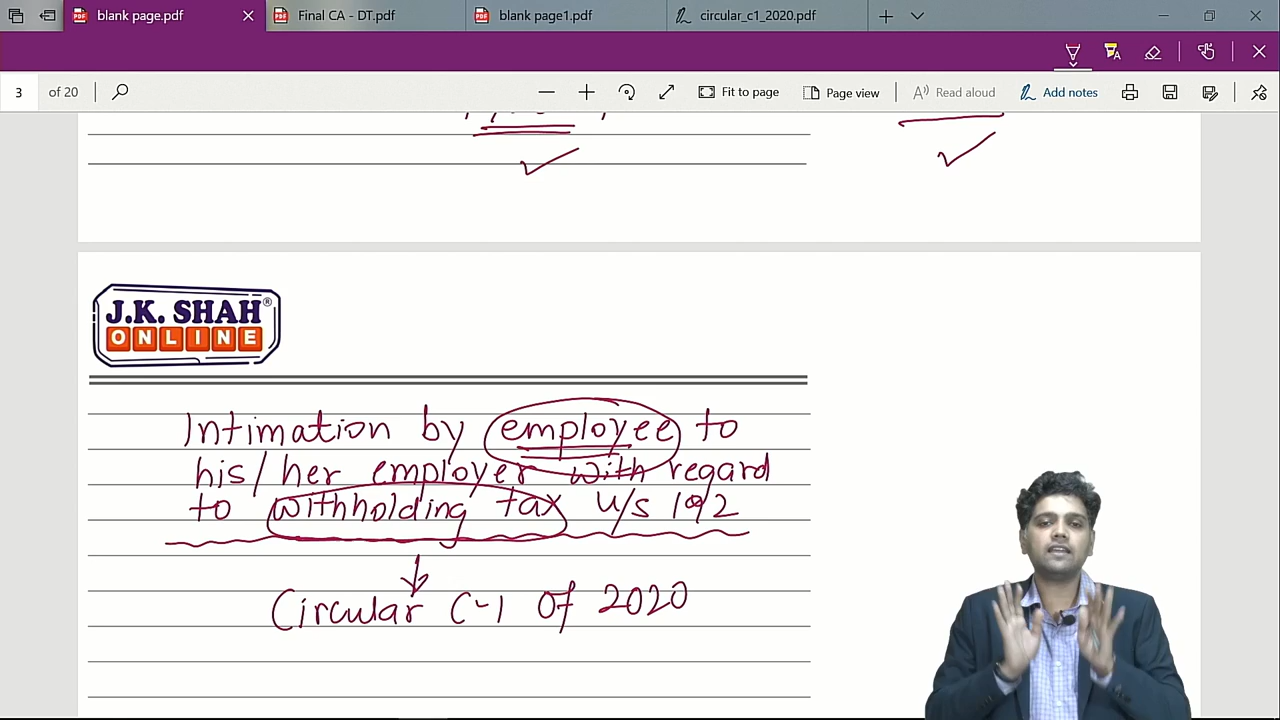 blank page.pdf
Final CA - DT.pdf
blank page1.pdf
circular_c1_2020.pdf
3 of 20
Fit to page
Page view
Read aloud
Add notes
J.K. SHAH®
ONLINE
Intimation by employee to
his/her employer with regard
to withholding tax u/s 192
Circular C-1 Of 2020